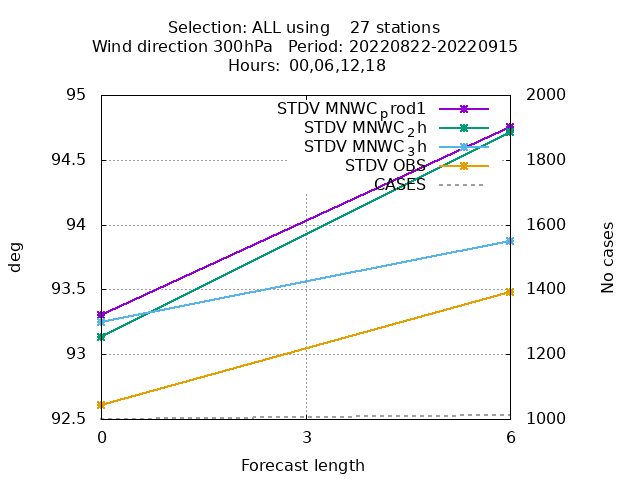 Selection: ALL using    27 stations
Wind direction 300hPa   Period: 20220822-20220915
Hours: 00,06,12,18
95
94.5
94
93.5
93
92.5
2000
1800
1600
1400
1200
1000
STDV MNWC_prod1
STDV MNWC_2h
STDV MNWC_3h
STDV OBS
CASES
deg
No cases
0 3 6
Forecast length